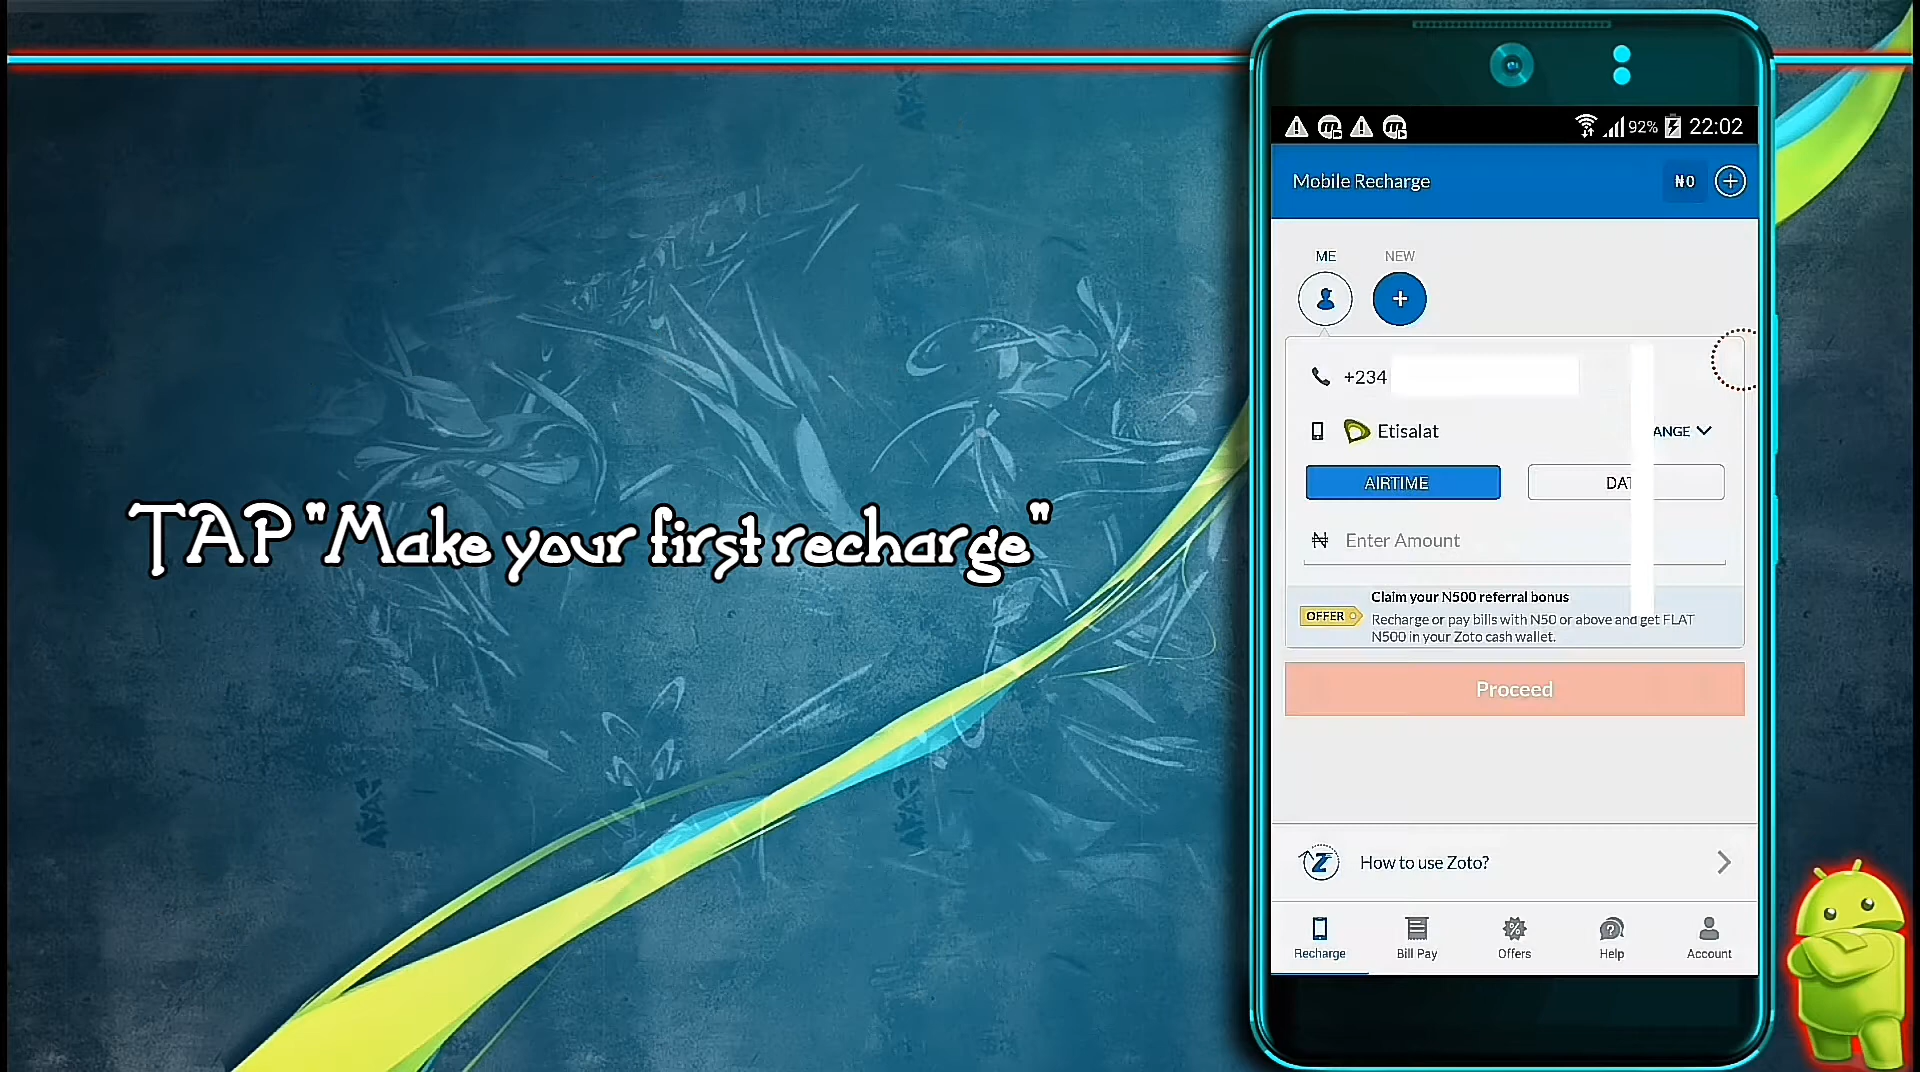 TAP "Make your first recharge"
92% 22:02
Mobile Recharge ₦0
ME NEW
+234
Etisalat ANGE
AIRTIME DAT
Enter Amount
OFFER
Claim your N500 referral bonus
Recharge or pay bills with N50 or above and get FLAT
N500 in your Zoto cash wallet.
Proceed
How to use Zoto?
Recharge Bill Pay Offers Help Account